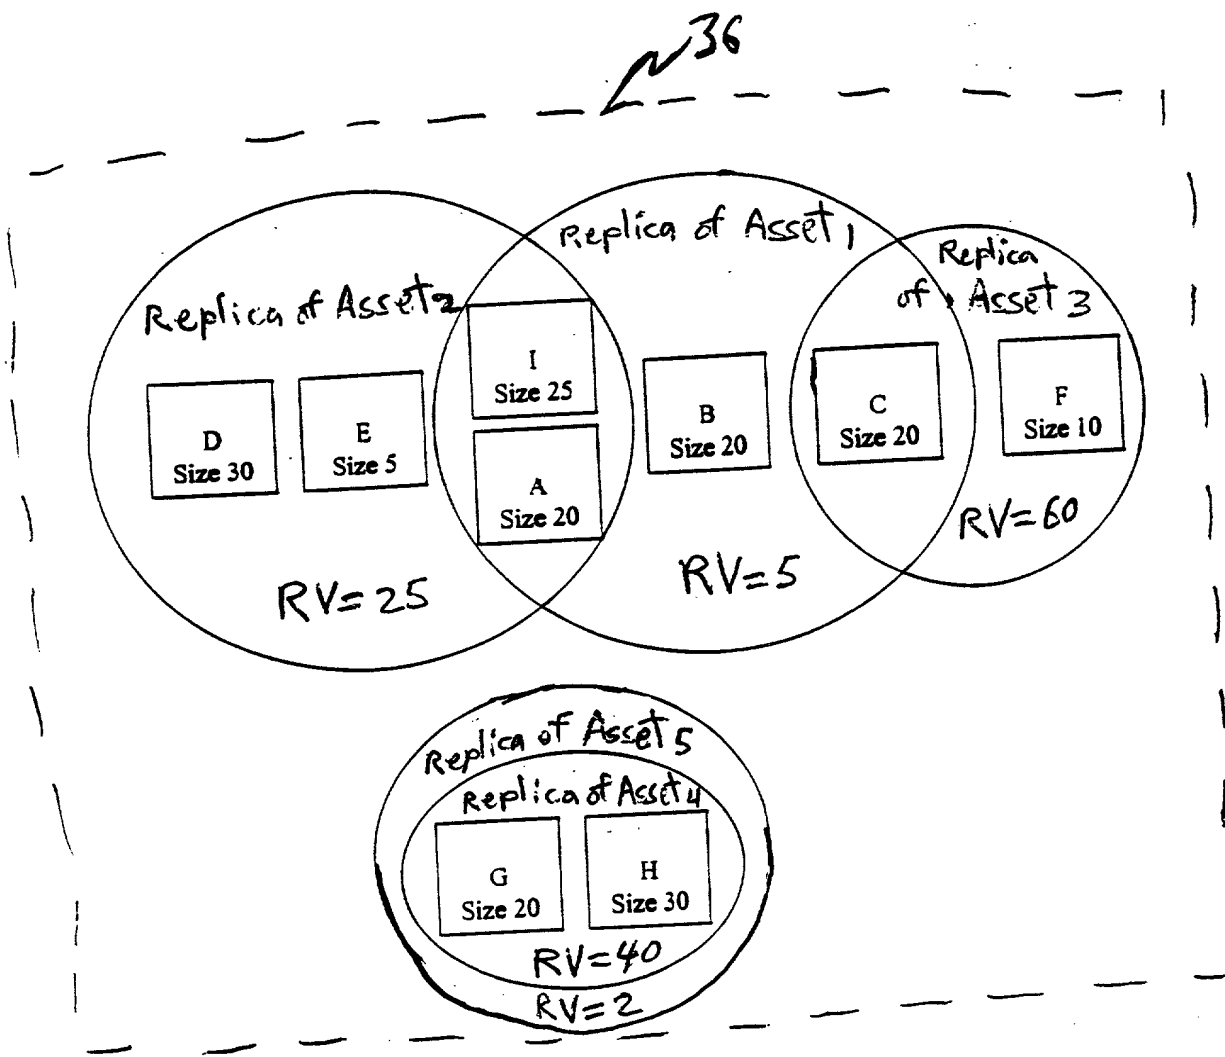 36
Replica of Asset 1
Replica
of Asset 3
Replica of Asset 2
I
Size 25
D
Size 30
E
Size 5
B
Size 20
C
Size 20
F
Size 10
A
Size 20
RV=60
RV=25
RV=5
Replica of Asset 5
Replica of Asset 4
G
Size 20
H
Size 30
RV=40
RV=2